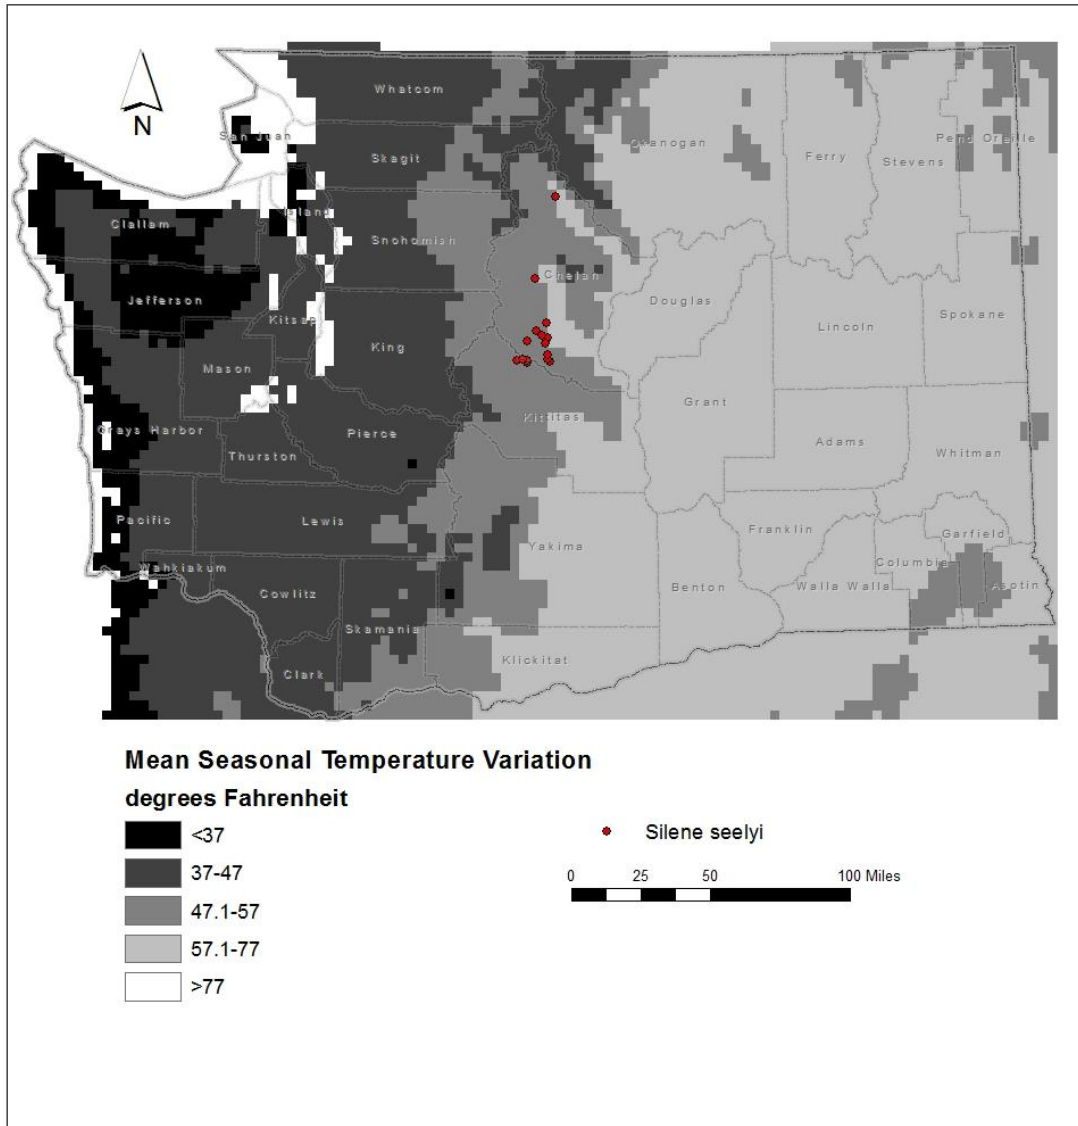 N
Whatcom
San Juan
Skagit
Okanogan
Ferry
Stevens
Pend Oreille
Island
Clallam
Snohomish
Chelan
Jefferson
Kitsap
Douglas
Lincoln
Spokane
King
Mason
Grant
Kittitas
Grays Harbor
Pierce
Adams
Thurston
Whitman
Pacific
Lewis
Yakima
Franklin
Garfield
Wahkiakum
Columbia
Cowlitz
Benton
Walla Walla
Asotin
Skamania
Klickitat
Clark
Mean Seasonal Temperature Variation
degrees Fahrenheit
<37
37-47
47.1-57
57.1-77
>77
Silene seelyi
0 25 50 100 Miles